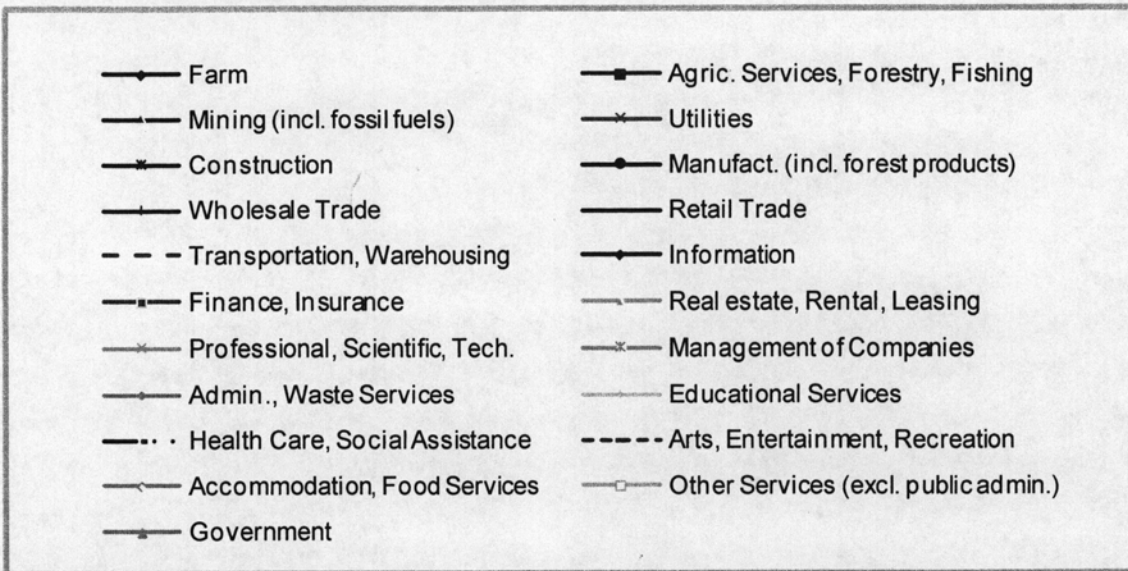 Farm
Agric. Services, Forestry, Fishing
Mining (incl. fossil fuels)
Utilities
Construction
Manufact. (incl. forest products)
Wholesale Trade
Retail Trade
Transportation, Warehousing
Information
Finance, Insurance
Real estate, Rental, Leasing
Professional, Scientific, Tech.
Management of Companies
Admin., Waste Services
Educational Services
Health Care, Social Assistance
Arts, Entertainment, Recreation
Accommodation, Food Services
Other Services (excl. public admin.)
Government